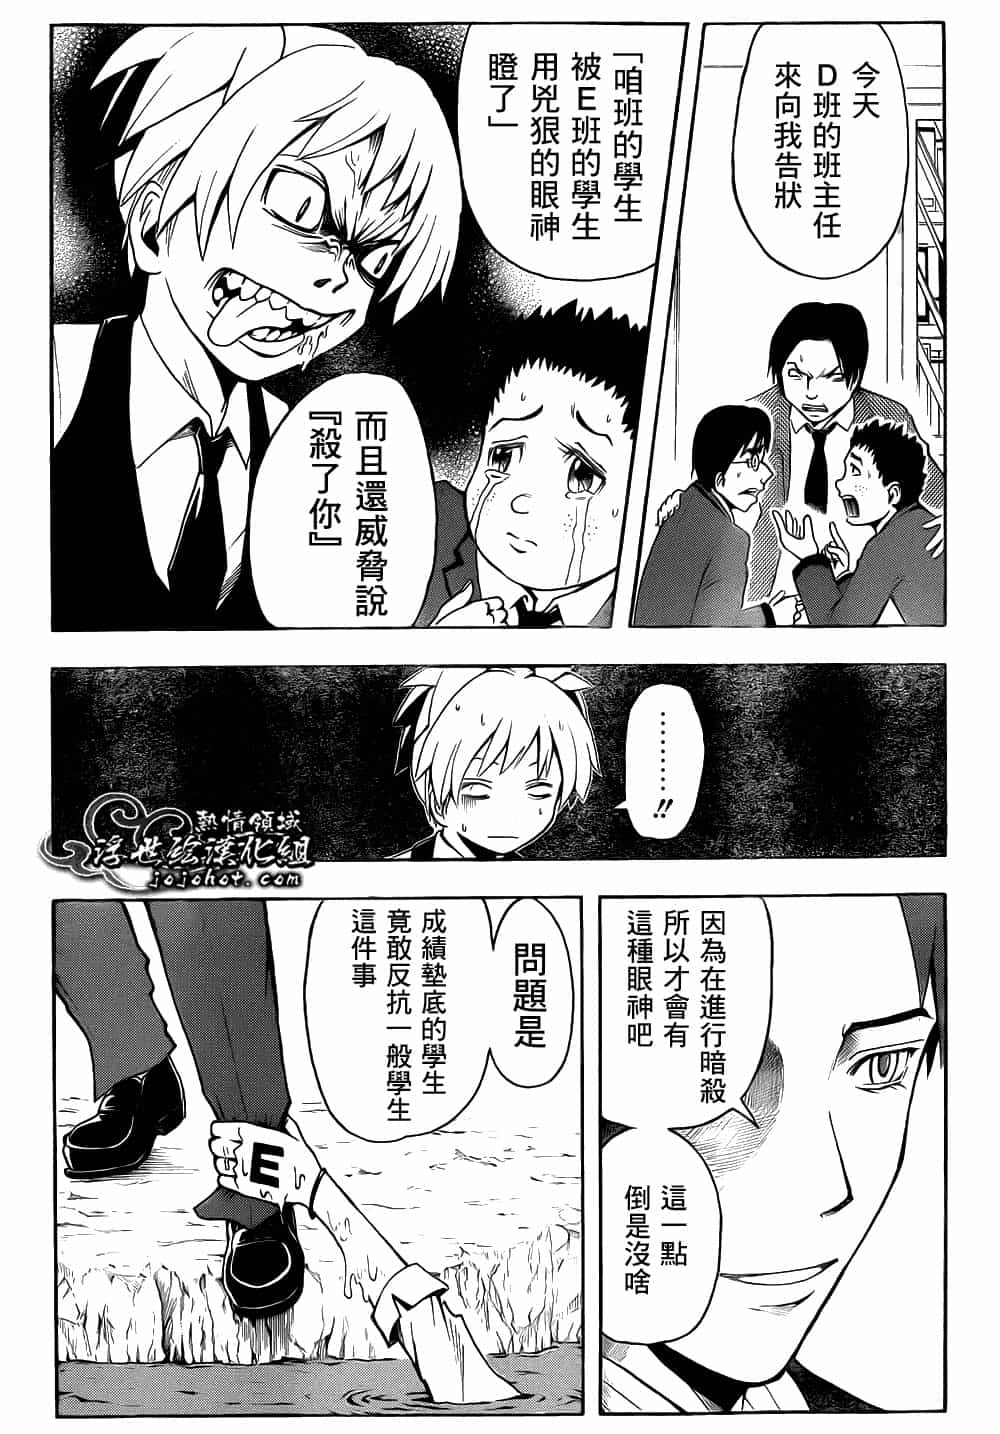 今天
D班的班主任
來向我告狀
「咱班的學生
被E班的學生
用兇狠的眼神
瞪了」
而且還威脅說
『殺了你』
………!!
熱情領域
浮世绘漢化組
jojohot.com
因為在進行暗殺
所以才會有
這種眼神吧
這一點
倒是沒啥
問題是
成績墊底的學生
竟敢反抗一般學生
這件事
E